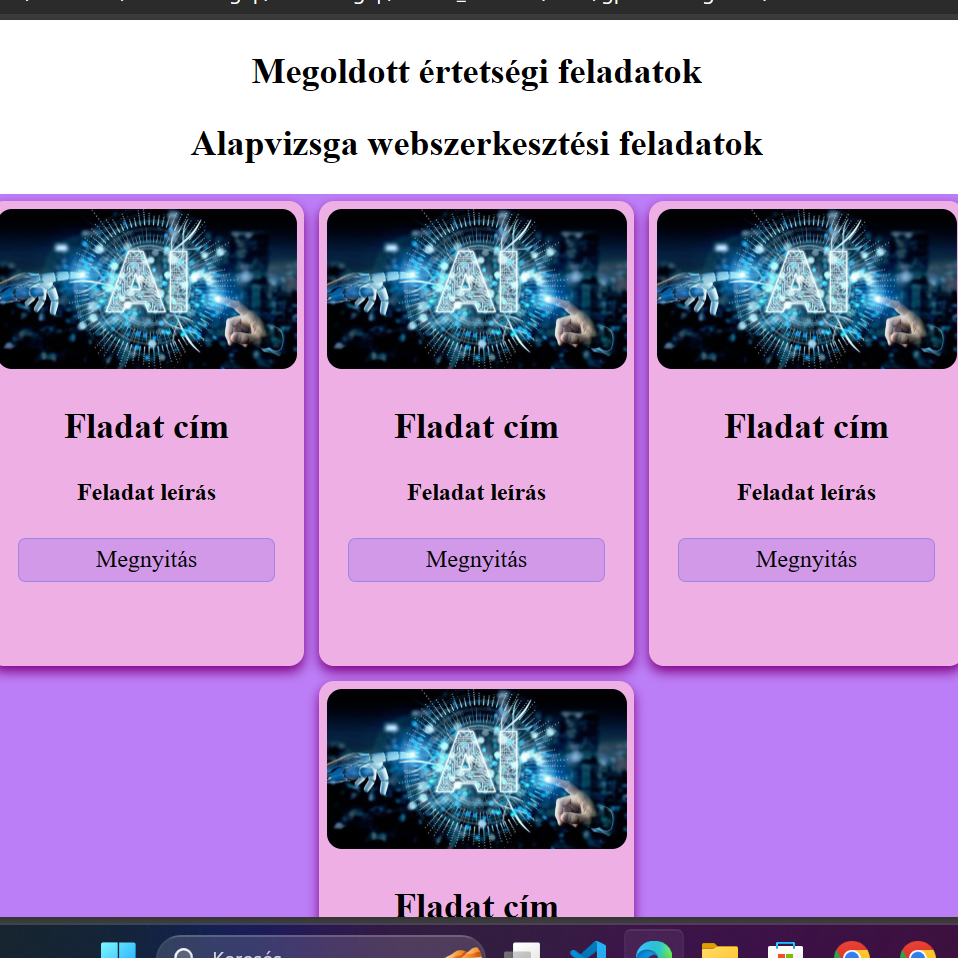 Megoldott értetségi feladatok
Alapvizsga webszerkesztési feladatok
AI AI AI
Fladat cím Fladat cím Fladat cím
Feladat leírás Feladat leírás Feladat leírás
Megnyitás Megnyitás Megnyitás
AI
Fladat cím